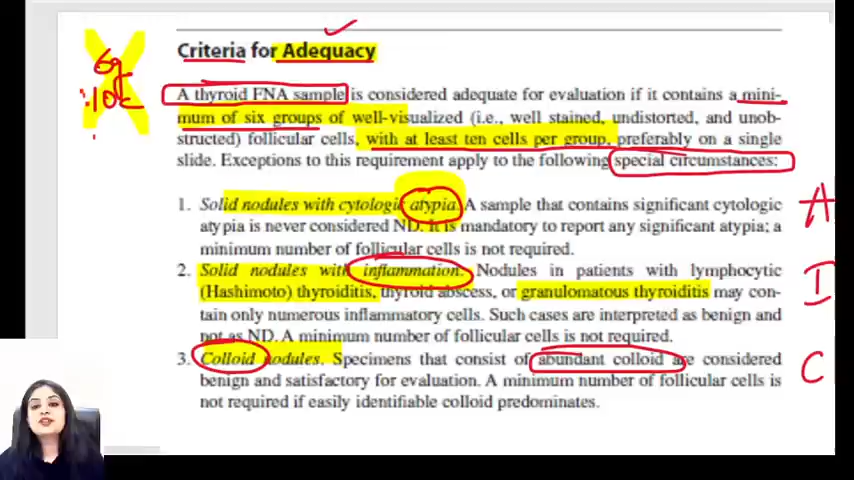 Criteria for Adequacy
6g
10c
A thyroid FNA sample is considered adequate for evaluation if it contains a mini-
mum of six groups of well-visualized (i.e., well stained, undistorted, and unob-
structed) follicular cells, with at least ten cells per group, preferably on a single
slide. Exceptions to this requirement apply to the following special circumstances:
1. Solid nodules with cytologic atypia. A sample that contains significant cytologic
atypia is never considered ND. It is mandatory to report any significant atypia; a
minimum number of follicular cells is not required.
A
2. Solid nodules with inflammation. Nodules in patients with lymphocytic
(Hashimoto) thyroiditis, thyroid abscess, or granulomatous thyroiditis may con-
tain only numerous inflammatory cells. Such cases are interpreted as benign and
not as ND. A minimum number of follicular cells is not required.
I
3. Colloid nodules. Specimens that consist of abundant colloid are considered
benign and satisfactory for evaluation. A minimum number of follicular cells is
not required if easily identifiable colloid predominates.
C